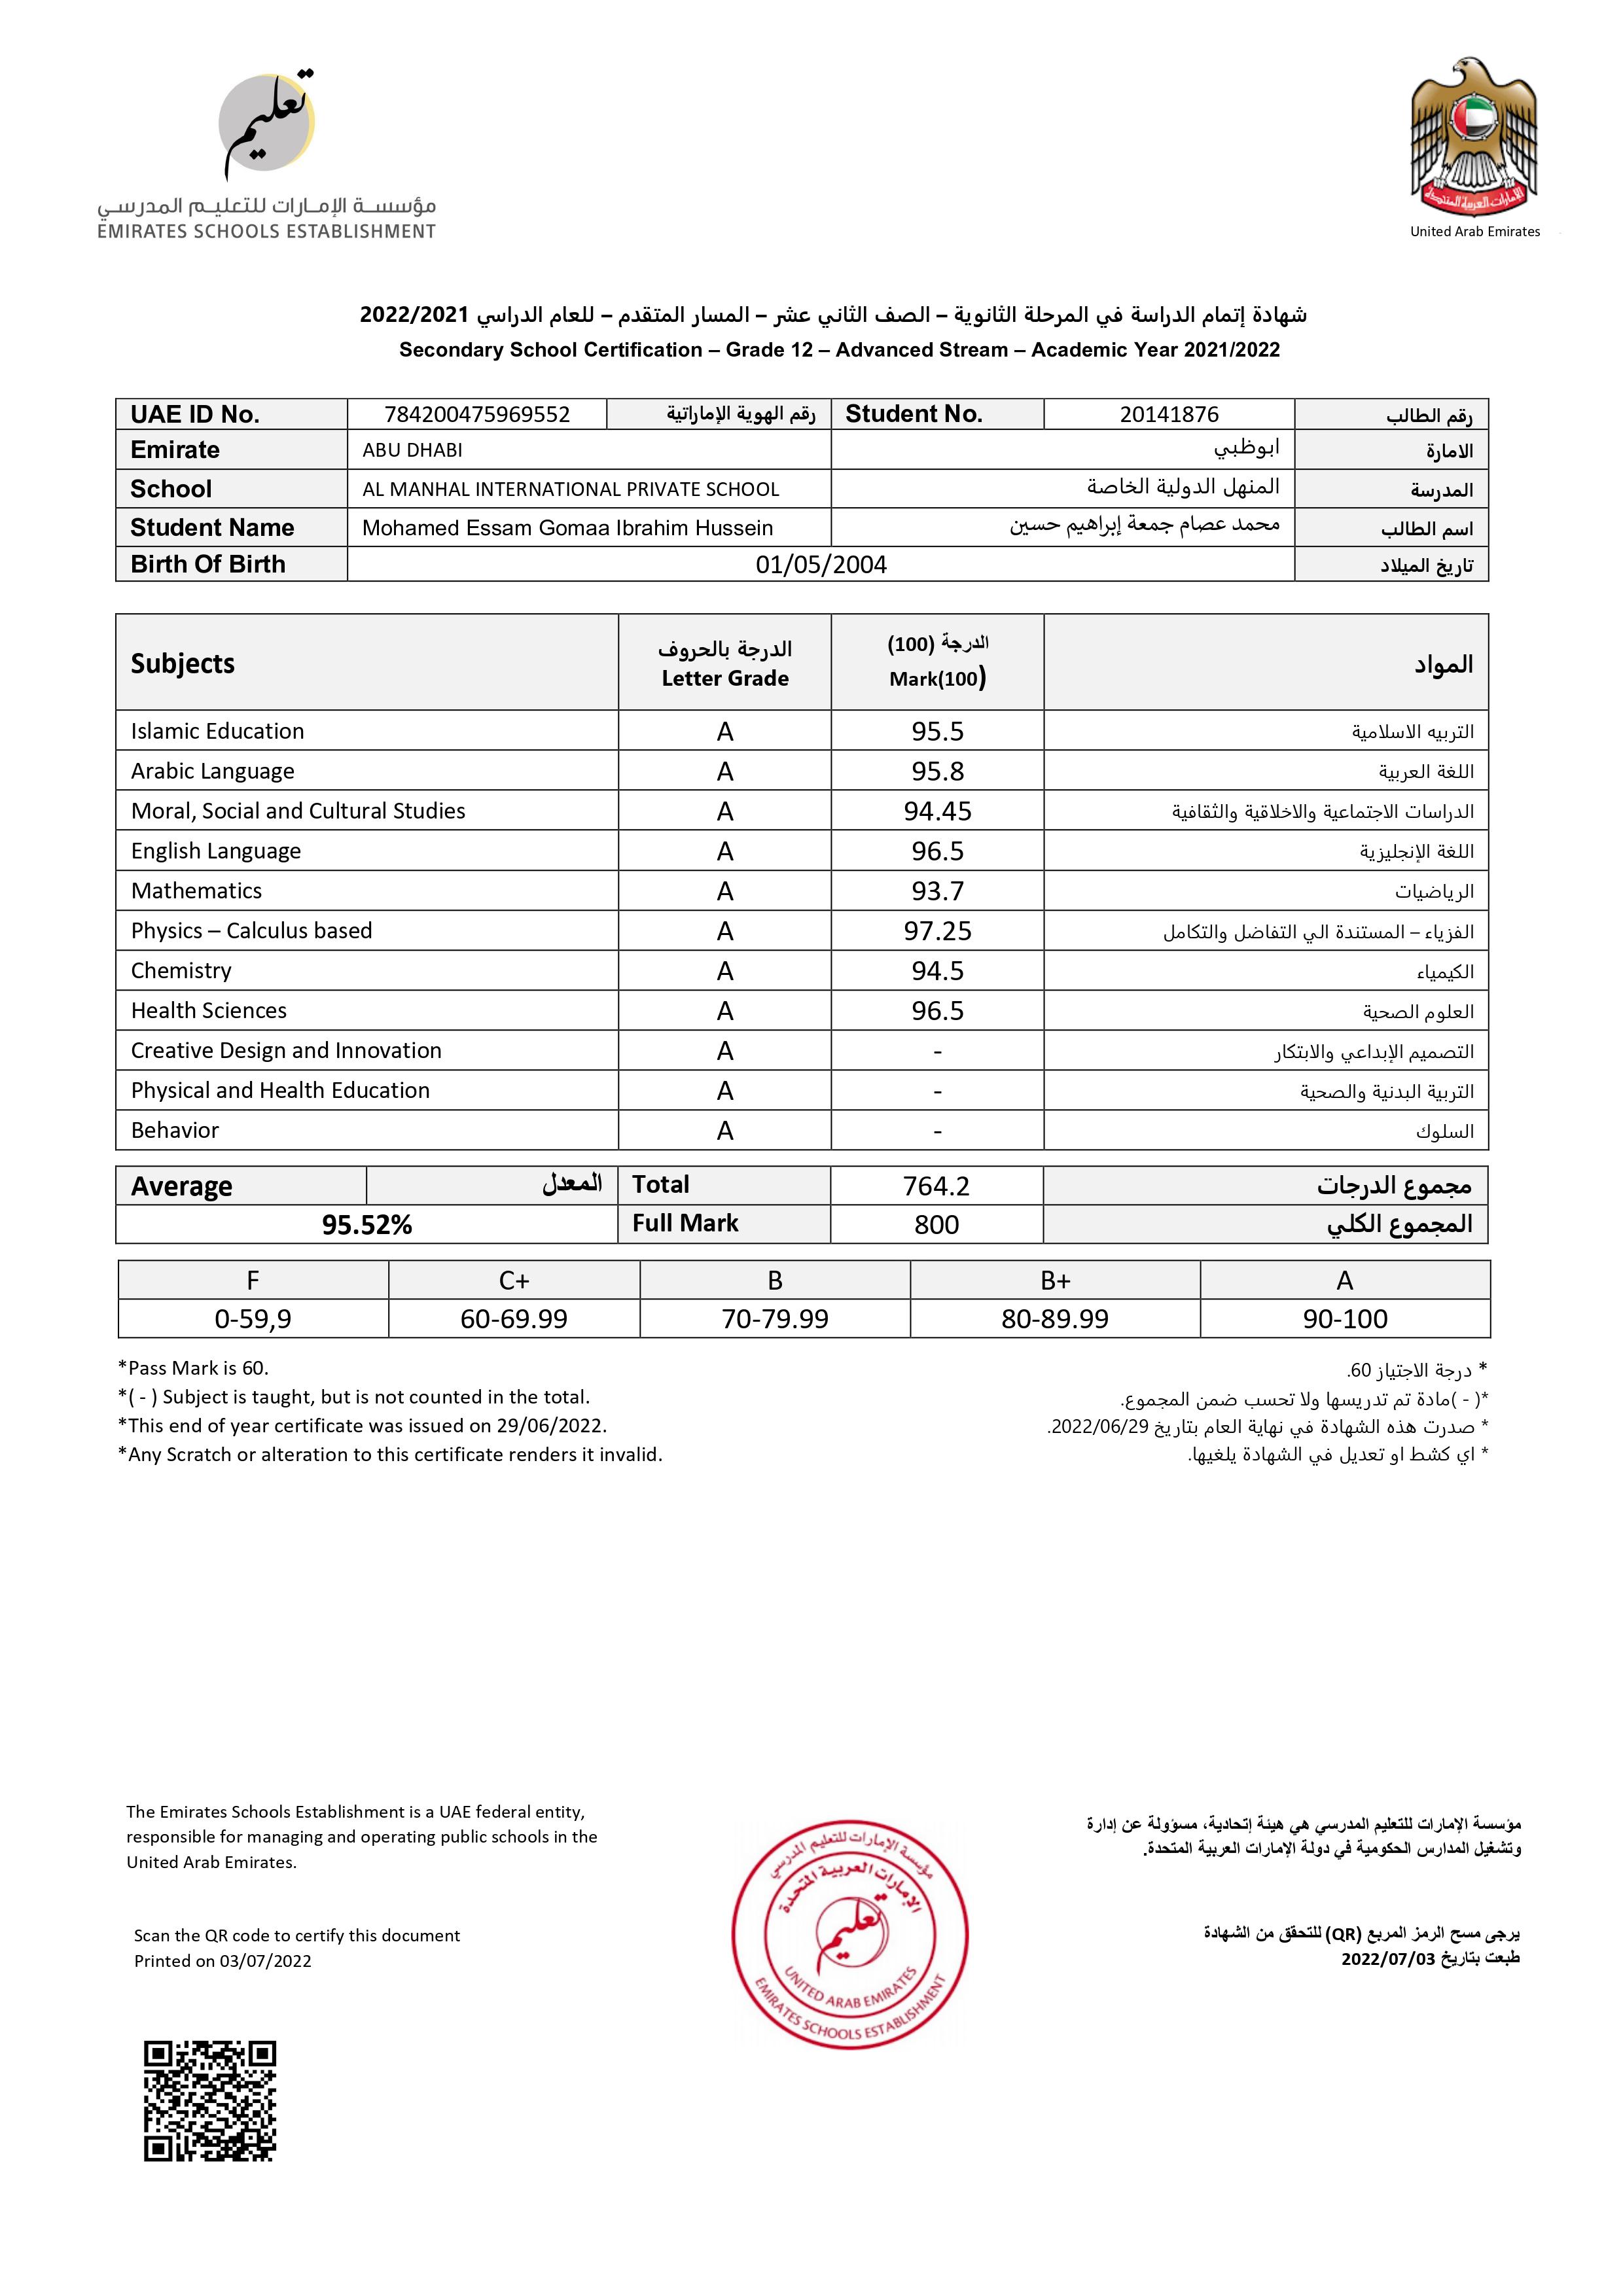 تعليم
مؤسسة الإمارات للتعليم المدرسي
EMIRATES SCHOOLS ESTABLISHMENT
الإمارات العربية المتحدة
United Arab Emirates
شهادة إتمام الدراسة في المرحلة الثانوية – الصف الثاني عشر – المسار المتقدم – للعام الدراسي 2022/2021
Secondary School Certification – Grade 12 – Advanced Stream – Academic Year 2021/2022
UAE ID No. 784200475969552 رقم الهوية الإماراتية Student No. 20141876 رقم الطالب
Emirate ABU DHABI ابوظبي الامارة
School AL MANHAL INTERNATIONAL PRIVATE SCHOOL المنهل الدولية الخاصة المدرسة
Student Name Mohamed Essam Gomaa Ibrahim Hussein محمد عصام جمعة إبراهيم حسين اسم الطالب
Birth Of Birth 01/05/2004 تاريخ الميلاد
Subjects الدرجة بالحروف الدرجة (100) المواد
Letter Grade Mark(100)
Islamic Education A 95.5 التربيه الاسلامية
Arabic Language A 95.8 اللغة العربية
Moral, Social and Cultural Studies A 94.45 الدراسات الاجتماعية والاخلاقية والثقافية
English Language A 96.5 اللغة الإنجليزية
Mathematics A 93.7 الرياضيات
Physics – Calculus based A 97.25 الفزياء – المستندة الي التفاضل والتكامل
Chemistry A 94.5 الكيمياء
Health Sciences A 96.5 العلوم الصحية
Creative Design and Innovation A - التصميم الإبداعي والابتكار
Physical and Health Education A - التربية البدنية والصحية
Behavior A - السلوك
Average المعدل Total 764.2 مجموع الدرجات
95.52% Full Mark 800 المجموع الكلي
F C+ B B+ A
0-59,9 60-69.99 70-79.99 80-89.99 90-100
*Pass Mark is 60.
* درجة الاجتياز 60.
*( - ) Subject is taught, but is not counted in the total.
*( - )مادة تم تدريسها ولا تحسب ضمن المجموع.
*This end of year certificate was issued on 29/06/2022.
* صدرت هذه الشهادة في نهاية العام بتاريخ 2022/06/29.
*Any Scratch or alteration to this certificate renders it invalid.
* اي كشط او تعديل في الشهادة يلغيها.
The Emirates Schools Establishment is a UAE federal entity,
responsible for managing and operating public schools in the
United Arab Emirates.
مؤسسة الإمارات للتعليم المدرسي هي هيئة إتحادية، مسؤولة عن إدارة
وتشغيل المدارس الحكومية في دولة الإمارات العربية المتحدة.
مؤسسة الإمارات للتعليم المدرسي
الإمارات العربية المتحدة
تعليم
UNITED ARAB EMIRATES
EMIRATES SCHOOLS ESTABLISHMENT
Scan the QR code to certify this document
Printed on 03/07/2022
يرجى مسح الرمز المربع (QR) للتحقق من الشهادة
طبعت بتاريخ 2022/07/03